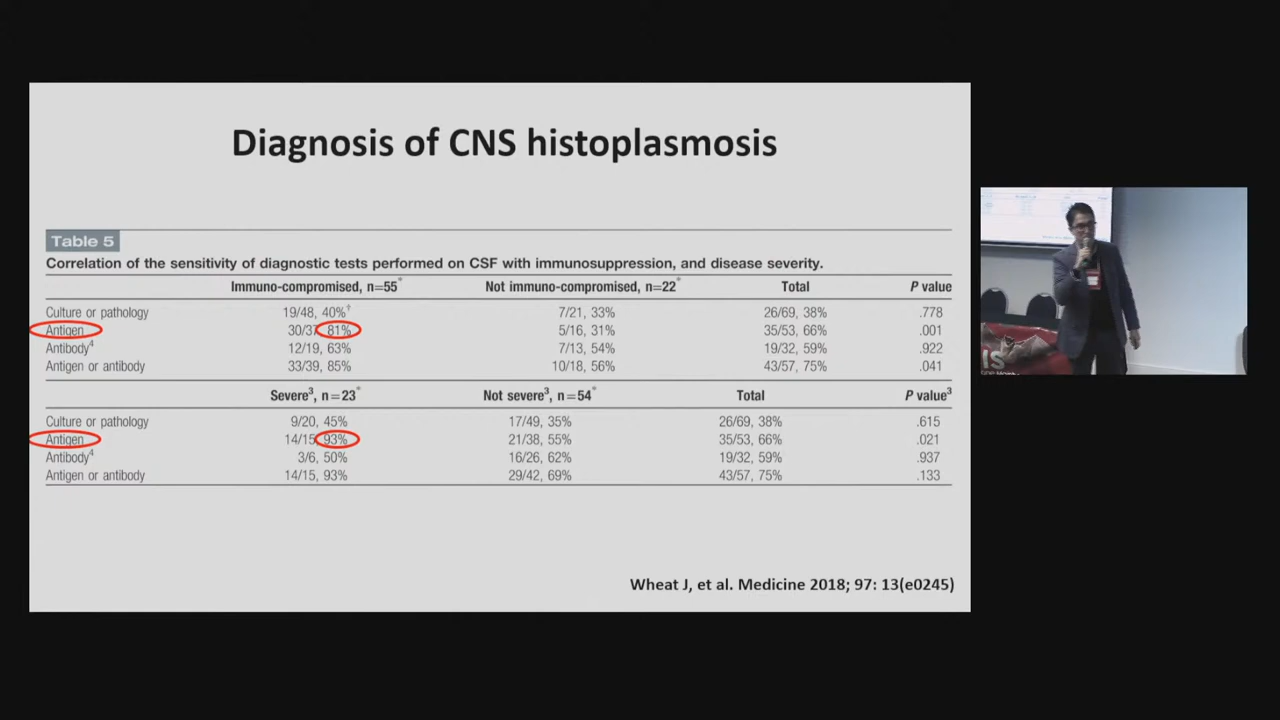 Diagnosis of CNS histoplasmosis
Table 5
Correlation of the sensitivity of diagnostic tests performed on CSF with immunosuppression, and disease severity.
Immuno-compromised, n=55* Not immuno-compromised, n=22* Total P value
Culture or pathology 19/48, 40%† 7/21, 33% 26/69, 38% .778
Antigen 30/37 81% 5/16, 31% 35/53, 66% .001
Antibody4 12/19, 63% 7/13, 54% 19/32, 59% .922
Antigen or antibody 33/39, 85% 10/18, 56% 43/57, 75% .041
Severe3, n=23* Not severe3, n=54* Total P value3
Culture or pathology 9/20, 45% 17/49, 35% 26/69, 38% .615
Antigen 14/15 93% 21/38, 55% 35/53, 66% .021
Antibody4 3/6, 50% 16/26, 62% 19/32, 59% .937
Antigen or antibody 14/15, 93% 29/42, 69% 43/57, 75% .133
Wheat J, et al. Medicine 2018; 97: 13(e0245)